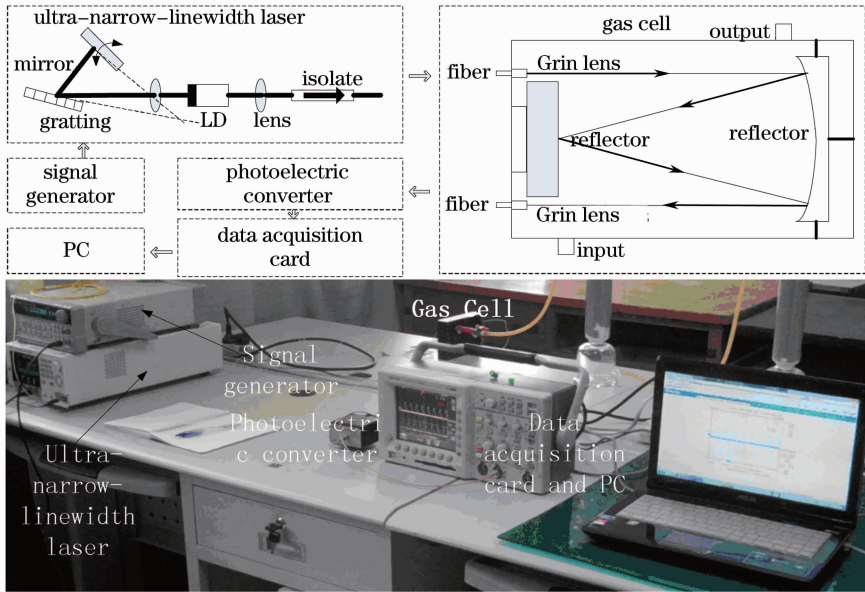 ultra-narrow-linewidth laser
mirror
gratting
LD
lens
isolate
signal
generator
photoelectric
converter
PC
data acquisition
card
gas cell
output
fiber
Grin lens
reflector
reflector
fiber
Grin lens
input
Gas Cell
Signal
generator
Photoelectri
c converter
Data
acquisition
card and PC
Ultra-
narrow-
linewidth
laser